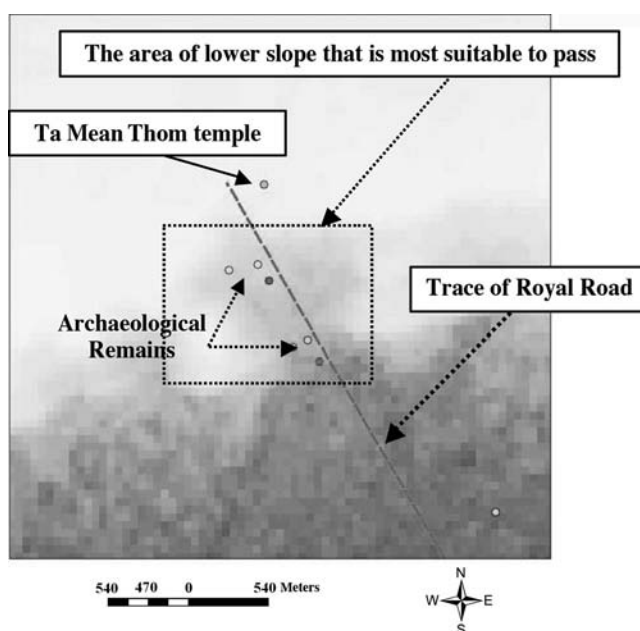 The area of lower slope that is most suitable to pass
Ta Mean Thom temple
Trace of Royal Road
Archaeological
Remains
540 470 0 540 Meters
N
W E
S